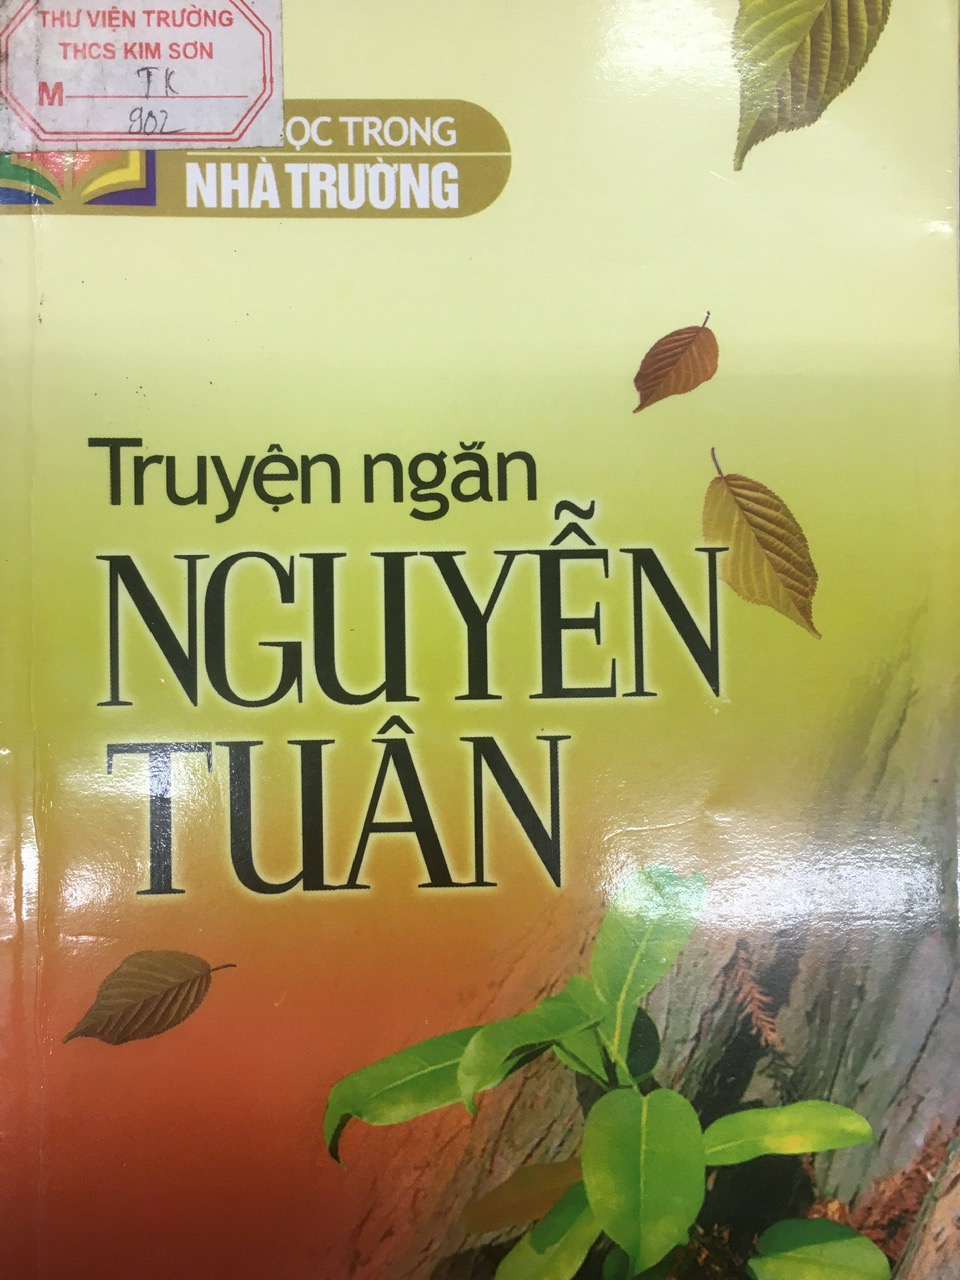 THƯ VIỆN TRƯỜNG
THCS KIM SƠN
M TK
902
ỌC TRONG
NHÀ TRƯỜNG
Truyện ngắn
NGUYỄN
TUÂN